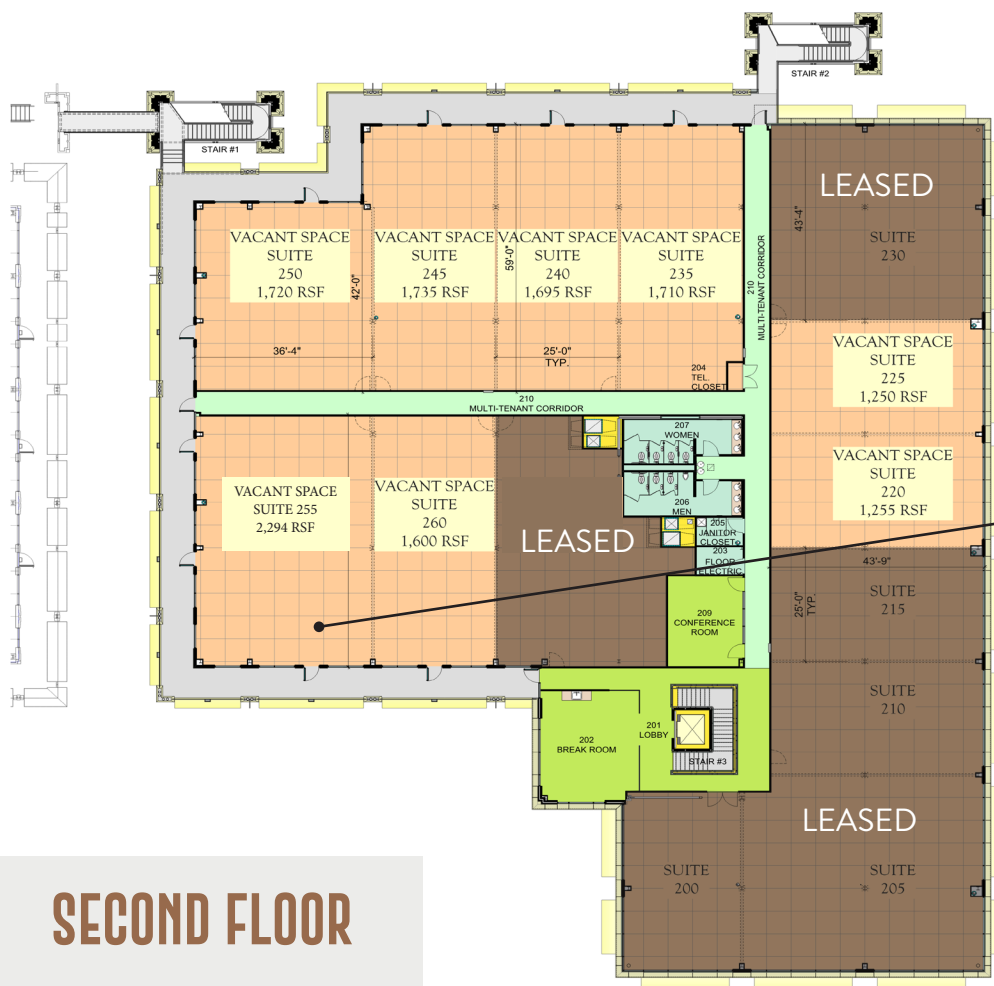 STAIR #2
STAIR #1
LEASED
SUITE
230
43'-4"
VACANT SPACE
SUITE
250
1,720 RSF
42'-0"
VACANT SPACE
SUITE
245
1,735 RSF
59'-0"
VACANT SPACE
SUITE
240
1,695 RSF
VACANT SPACE
SUITE
235
1,710 RSF
210
MULTI-TENANT CORRIDOR
36'-4"
25'-0"
TYP.
204
TEL.
CLOSET
VACANT SPACE
SUITE
225
1,250 RSF
210
MULTI-TENANT CORRIDOR
207
WOMEN
VACANT SPACE
SUITE
220
1,255 RSF
VACANT SPACE
SUITE 255
2,294 RSF
VACANT SPACE
SUITE
260
1,600 RSF
LEASED
206
MEN
205
JANITOR
CLOSET
203
FLOOR
ELECTRIC
43'-9"
25'-0"
TYP.
SUITE
215
209
CONFERENCE
ROOM
SUITE
210
202
BREAK ROOM
201
LOBBY
STAIR #3
LEASED
SUITE
200
SUITE
205
SECOND FLOOR